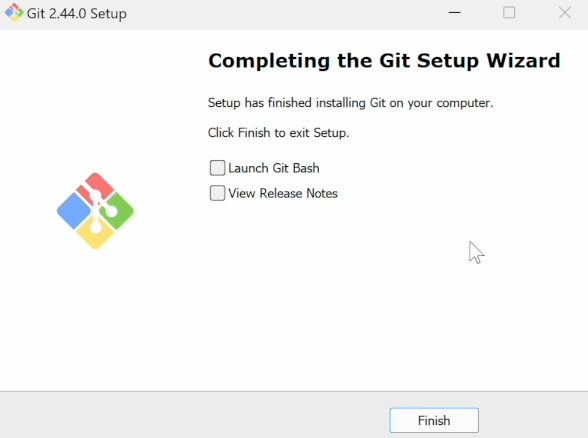 Git 2.44.0 Setup
Completing the Git Setup Wizard
Setup has finished installing Git on your computer.
Click Finish to exit Setup.
Launch Git Bash
View Release Notes
Finish